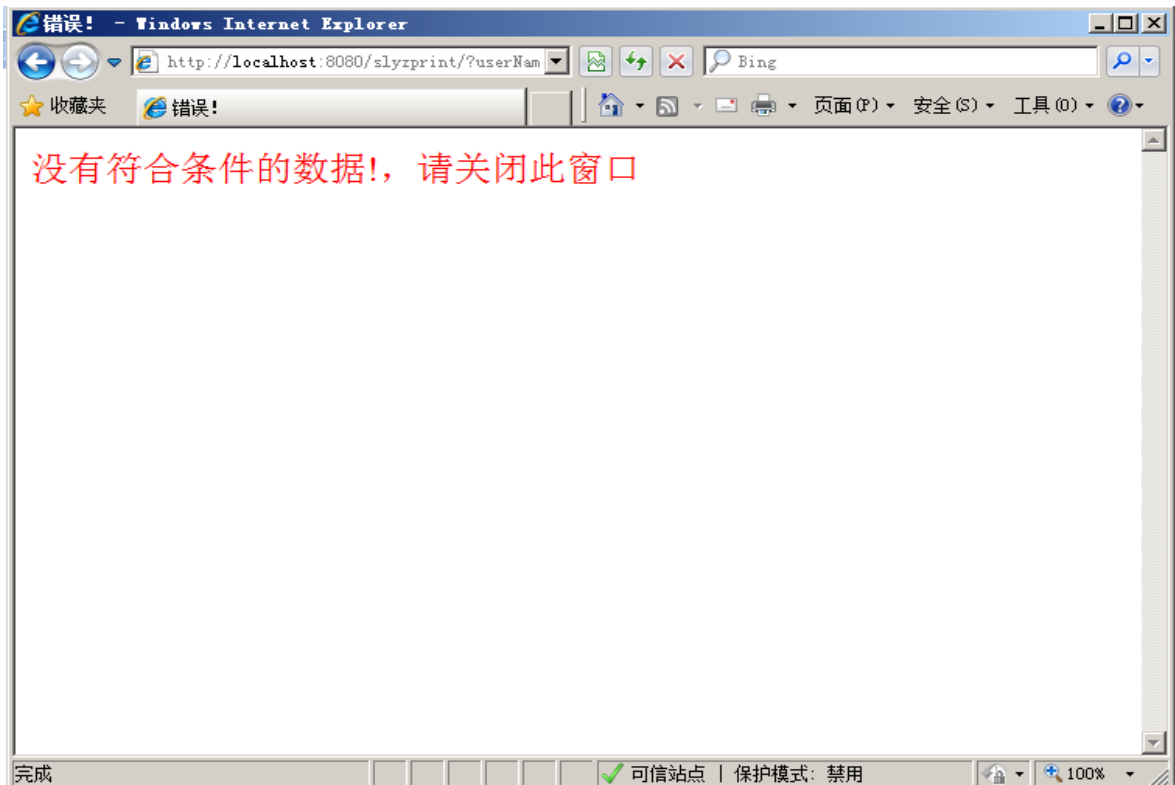 错误! - Windows Internet Explorer
http://localhost:8080/slyzprint/?userNam
Bing
收藏夹
错误!
页面(P)
安全(S)
工具(O)
没有符合条件的数据!，请关闭此窗口
完成
可信站点 | 保护模式: 禁用
100%